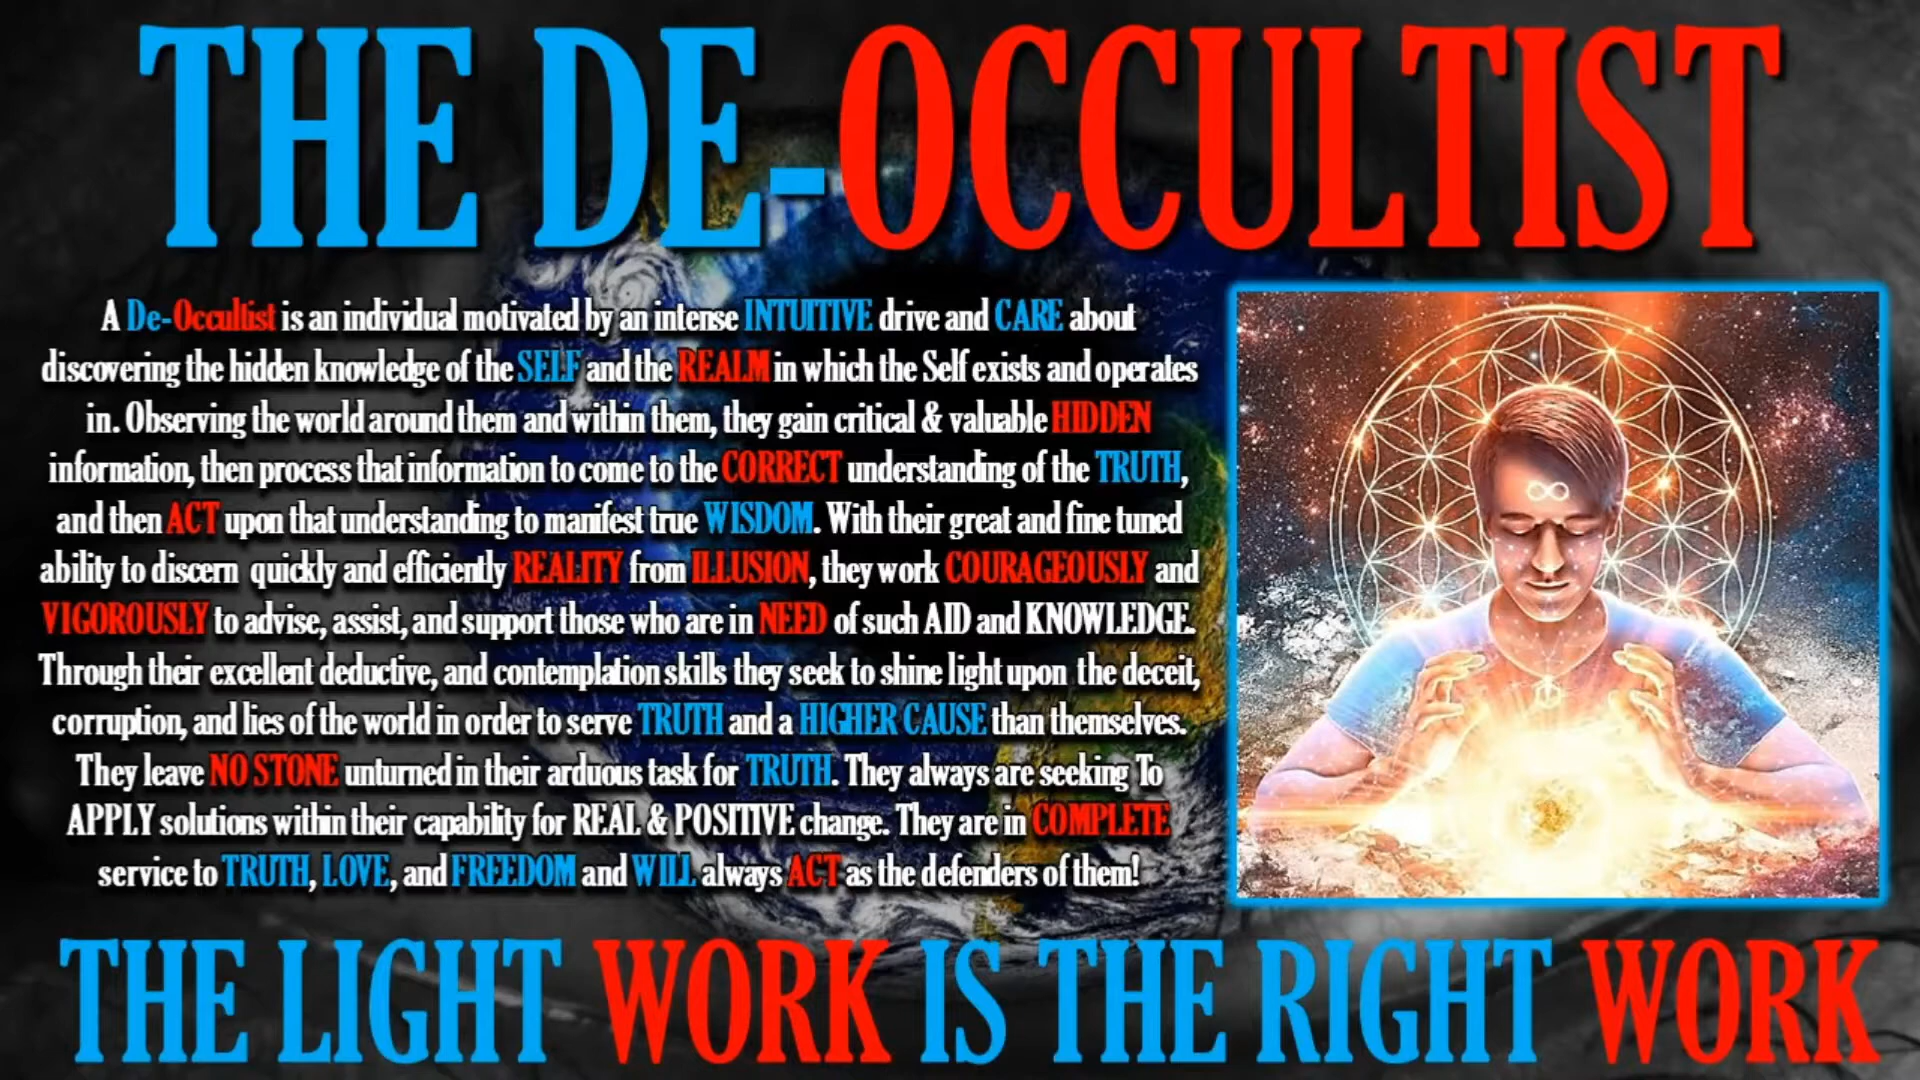 THE DE-OCCULTIST
A De-Occultist is an individual motivated by an intense INTUITIVE drive and CARE about
discovering the hidden knowledge of the SELF and the REALM in which the Self exists and operates
in. Observing the world around them and within them, they gain critical & valuable HIDDEN
information, then process that information to come to the CORRECT understanding of the TRUTH,
and then ACT upon that understanding to manifest true WISDOM. With their great and fine tuned
ability to discern quickly and efficiently REALITY from ILLUSION, they work COURAGEOUSLY and
VIGOROUSLY to advise, assist, and support those who are in NEED of such AID and KNOWLEDGE.
Through their excellent deductive, and contemplation skills they seek to shine light upon the deceit,
corruption, and lies of the world in order to serve TRUTH and a HIGHER CAUSE than themselves.
They leave NO STONE unturned in their arduous task for TRUTH. They always are seeking To
APPLY solutions within their capability for REAL & POSITIVE change. They are in COMPLETE
service to TRUTH, LOVE, and FREEDOM and WILL always ACT as the defenders of them!
THE LIGHT WORK IS THE RIGHT WORK